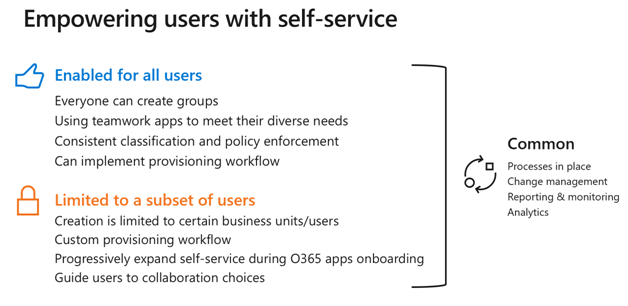 Empowering users with self-service
Enabled for all users
Everyone can create groups
Using teamwork apps to meet their diverse needs
Consistent classification and policy enforcement
Can implement provisioning workflow
Limited to a subset of users
Creation is limited to certain business units/users
Custom provisioning workflow
Progressively expand self-service during O365 apps onboarding
Guide users to collaboration choices
Common
Processes in place
Change management
Reporting & monitoring
Analytics